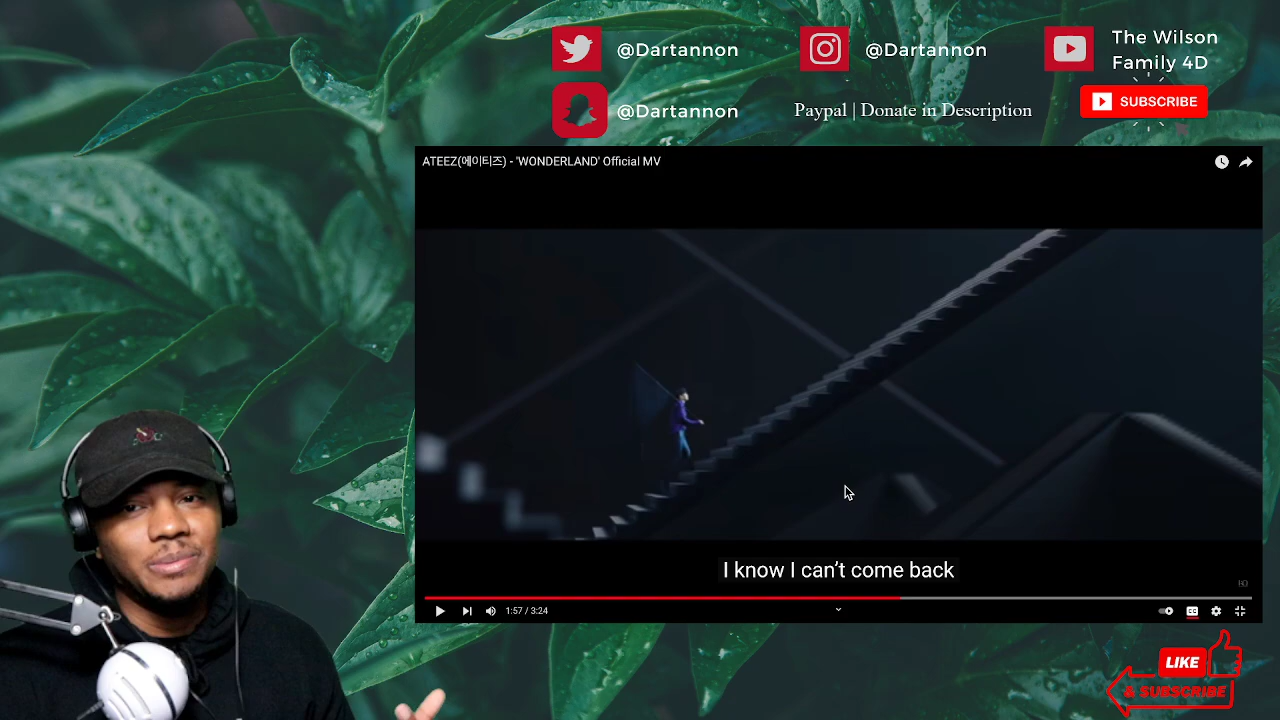 @Dartannon
@Dartannon
The Wilson
Family 4D
@Dartannon
Paypal | Donate in Description
SUBSCRIBE
ATEEZ(에이티즈) - 'WONDERLAND' Official MV
I know I can't come back
1:57 / 3:24
CC
LIKE
& SUBSCRIBE